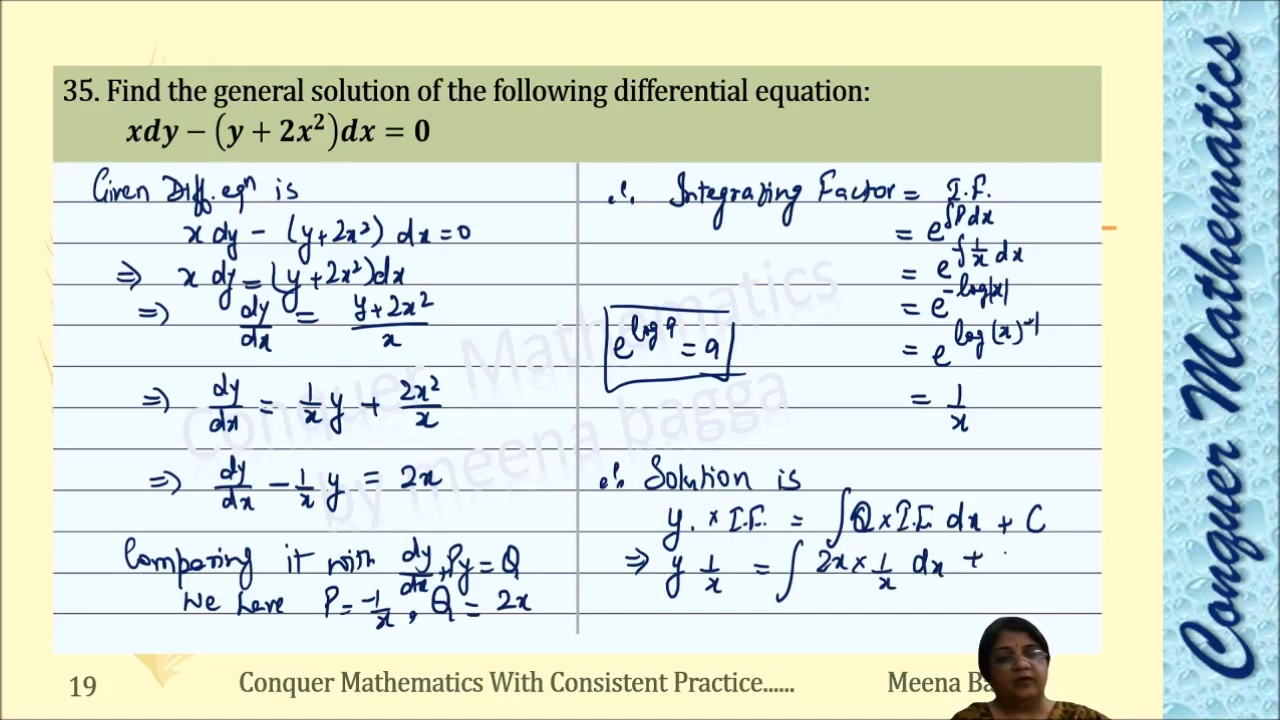 35. Find the general solution of the following differential equation:
xdy − (y + 2x²)dx = 0
Given Diff. eqⁿ is
x dy − (y+2x²) dx = 0
⇒ x dy = (y+2x²)dx
⇒ dy/dx = (y+2x²)/x
⇒ dy/dx = 1/x y + 2x²/x
⇒ dy/dx − 1/x y = 2x
Comparing it with dy/dx + Py = Q
We have P = −1/x, Q = 2x
∴ Integrating Factor = I.F.
= e^∫P dx
= e^∫1/x dx
= e^−log|x|
= e^log(x)^−1
e^log 9 = 9
= 1/x
∴ Solution is
y. × I.F. = ∫Q × I.F. dx + C
⇒ y 1/x = ∫2x × 1/x dx +
Conquer Mathematics
By meena bagga
19
Conquer Mathematics With Consistent Practice......
Meena
Conquer Mathematics